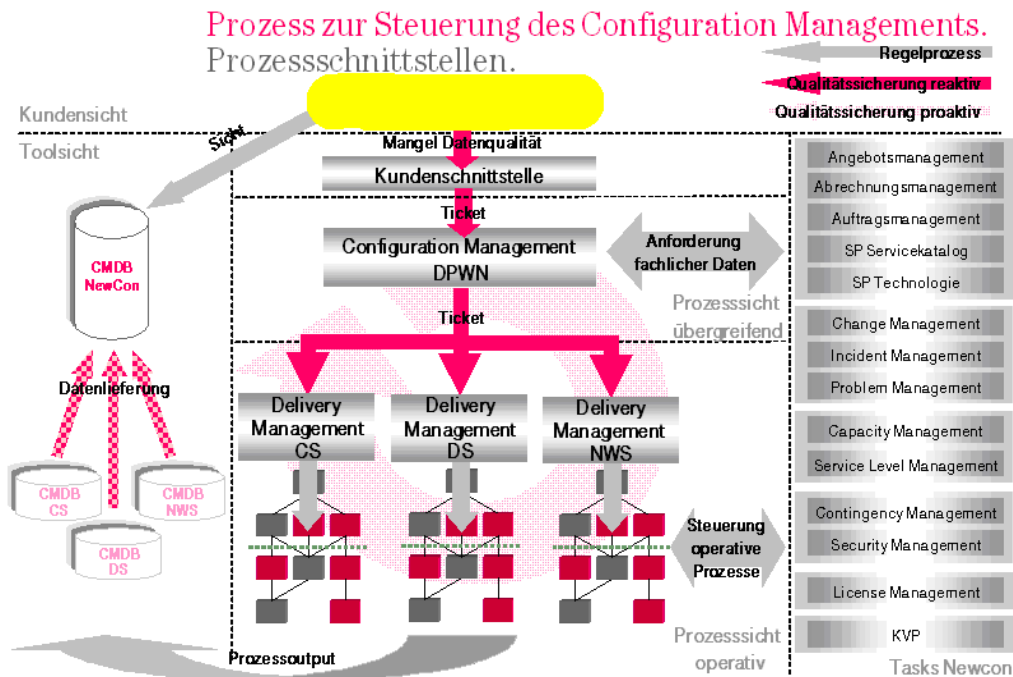 Prozess zur Steuerung des Configuration Managements.
Prozessschnittstellen.
Regelprozess
Qualitätssicherung reaktiv
Qualitätssicherung proaktiv
Kundensicht
Toolsicht
Sicht
Mangel Datenqualität
Kundenschnittstelle
Ticket
Configuration Management
DPWN
Anforderung
fachlicher Daten
Prozesssicht
übergreifend
Ticket
CMDB
NewCon
Datenlieferung
CMDB
CS
CMDB
NWS
CMDB
DS
Delivery
Management
CS
Delivery
Management
DS
Delivery
Management
NWS
Steuerung
operative
Prozesse
Prozessoutput
Prozesssicht
operativ
Angebotsmanagement
Abrechnungsmanagement
Auftragsmanagement
SP Servicekatalog
SP Technologie
Change Management
Incident Management
Problem Management
Capacity Management
Service Level Management
Contingency Management
Security Management
License Management
KVP
Tasks Newcon